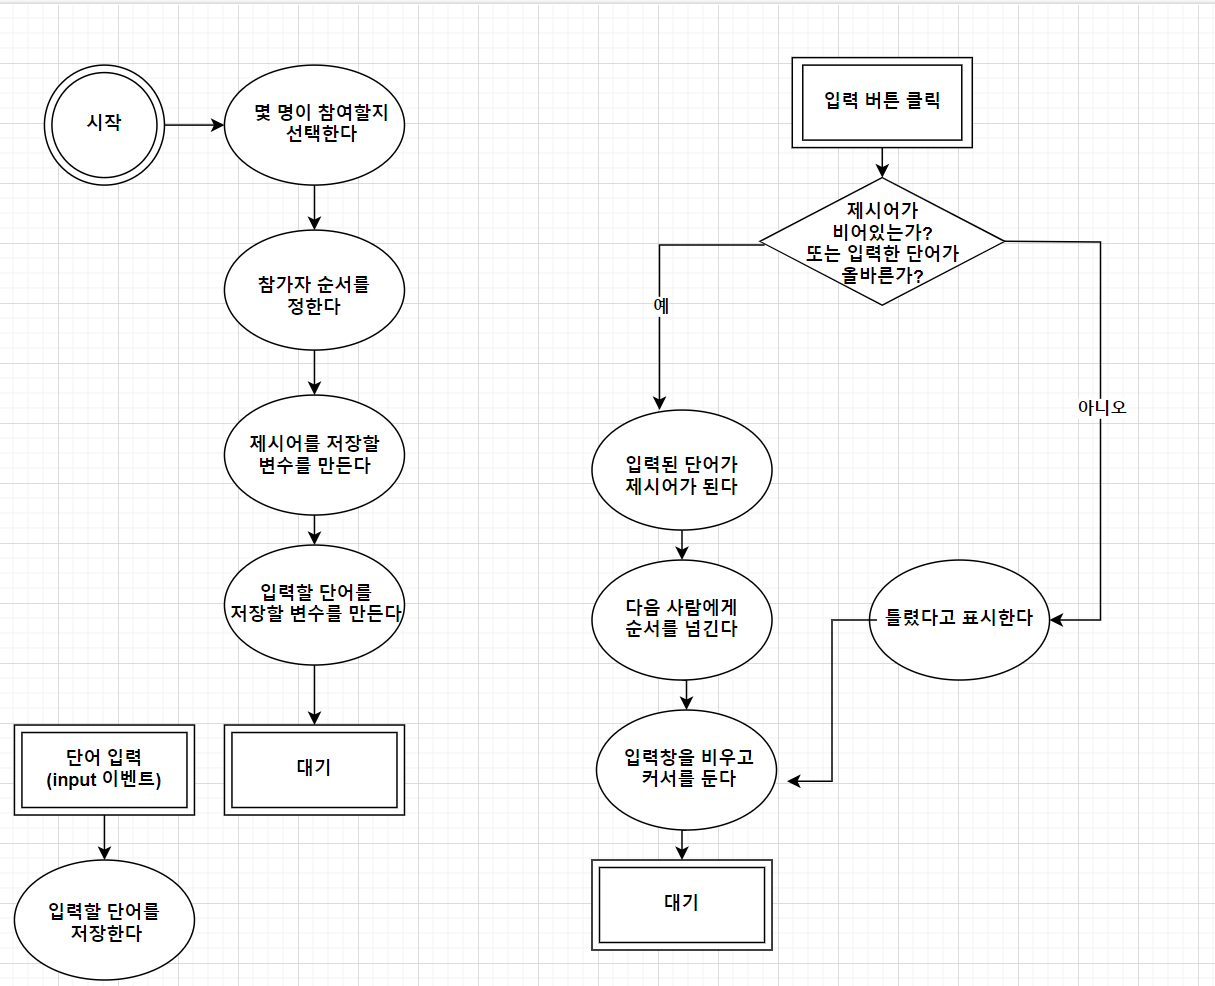 시작
몇 명이 참여할지
선택한다
참가자 순서를
정한다
제시어를 저장할
변수를 만든다
입력할 단어를
저장할 변수를 만든다
대기
단어 입력
(input 이벤트)
입력할 단어를
저장한다
입력 버튼 클릭
제시어가
비어있는가?
또는 입력한 단어가
올바른가?
예
아니오
입력된 단어가
제시어가 된다
다음 사람에게
순서를 넘긴다
틀렸다고 표시한다
입력창을 비우고
커서를 둔다
대기